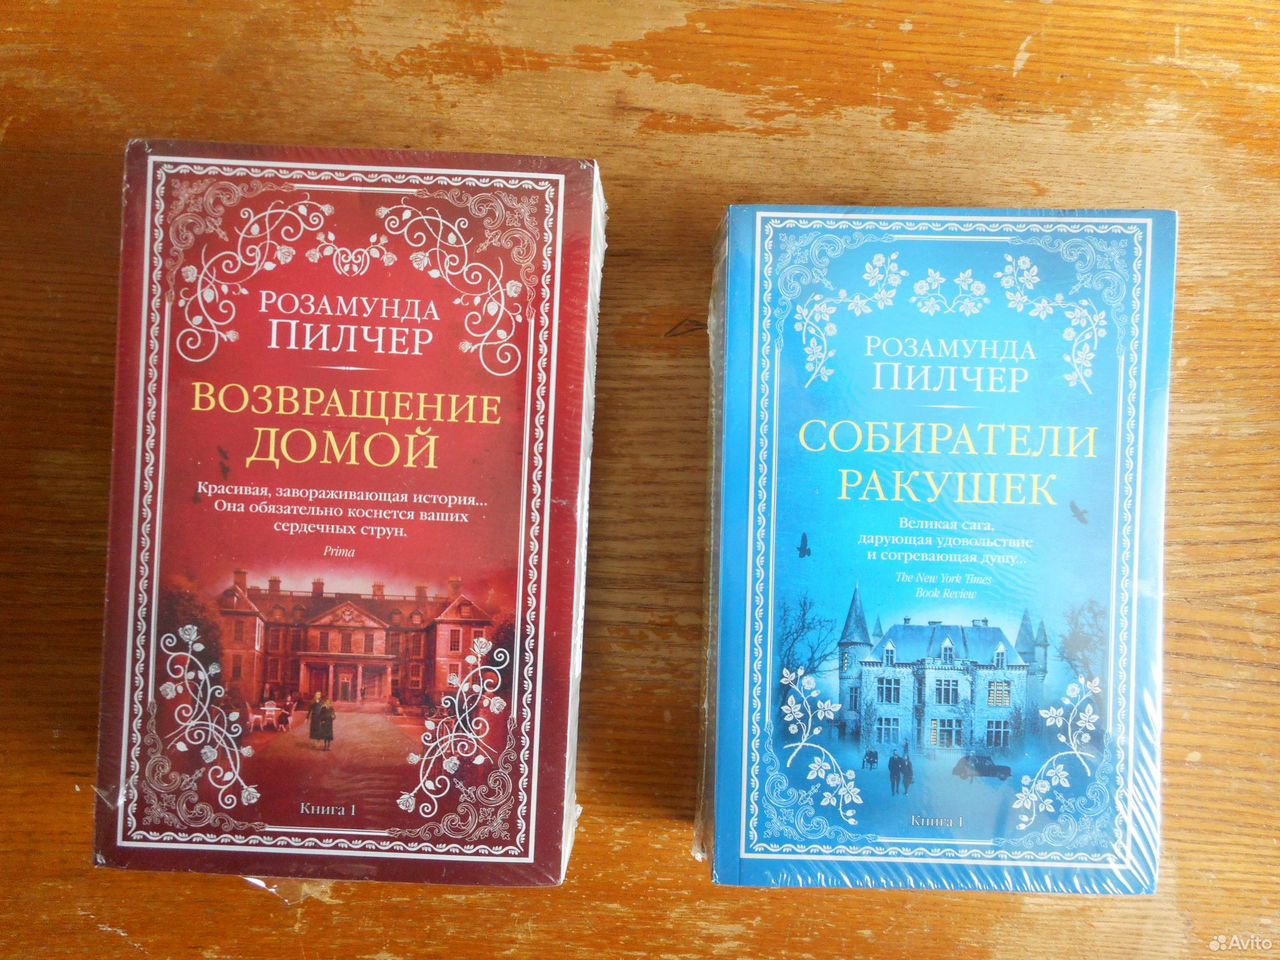 РОЗАМУНДА
ПИЛЧЕР
ВОЗВРАЩЕНИЕ
ДОМОЙ
Красивая, завораживающая история...
Она обязательно коснется ваших
сердечных струн.
Prima
Книга 1
РОЗАМУНДА
ПИЛЧЕР
СОБИРАТЕЛИ
РАКУШЕК
Великая сага,
дарующая удовольствие
и согревающая душу...
The New York Times
Book Review
Книга 1
Avito